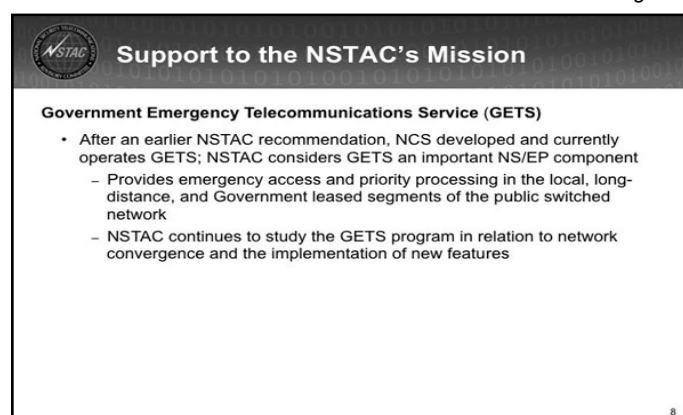 NSTAC
Support to the NSTAC's Mission
Government Emergency Telecommunications Service (GETS)
• After an earlier NSTAC recommendation, NCS developed and currently
operates GETS; NSTAC considers GETS an important NS/EP component
– Provides emergency access and priority processing in the local, long-
distance, and Government leased segments of the public switched
network
– NSTAC continues to study the GETS program in relation to network
convergence and the implementation of new features
8